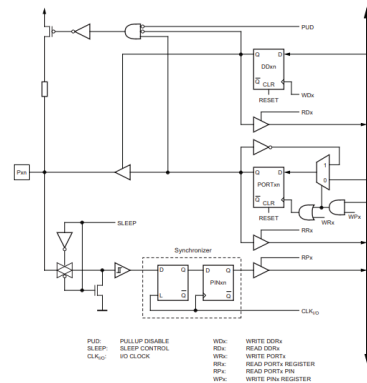 PUD
Q D
DDxn
Q CLR
WDx
RESET
RDx
1
Pxn
Q D
0
PORTxn
Q CLR
RESET
WRx
WPx
SLEEP
RRx
Synchronizer
RPx
D Q D Q
PINxn
L Q Q
CLK I/O
PUD: PULLUP DISABLE
SLEEP: SLEEP CONTROL
CLK I/O: I/O CLOCK
WDx: WRITE DDRx
RDx: READ DDRx
WRx: WRITE PORTx
RRx: READ PORTx REGISTER
RPx: READ PORTx PIN
WPx: WRITE PINx REGISTER